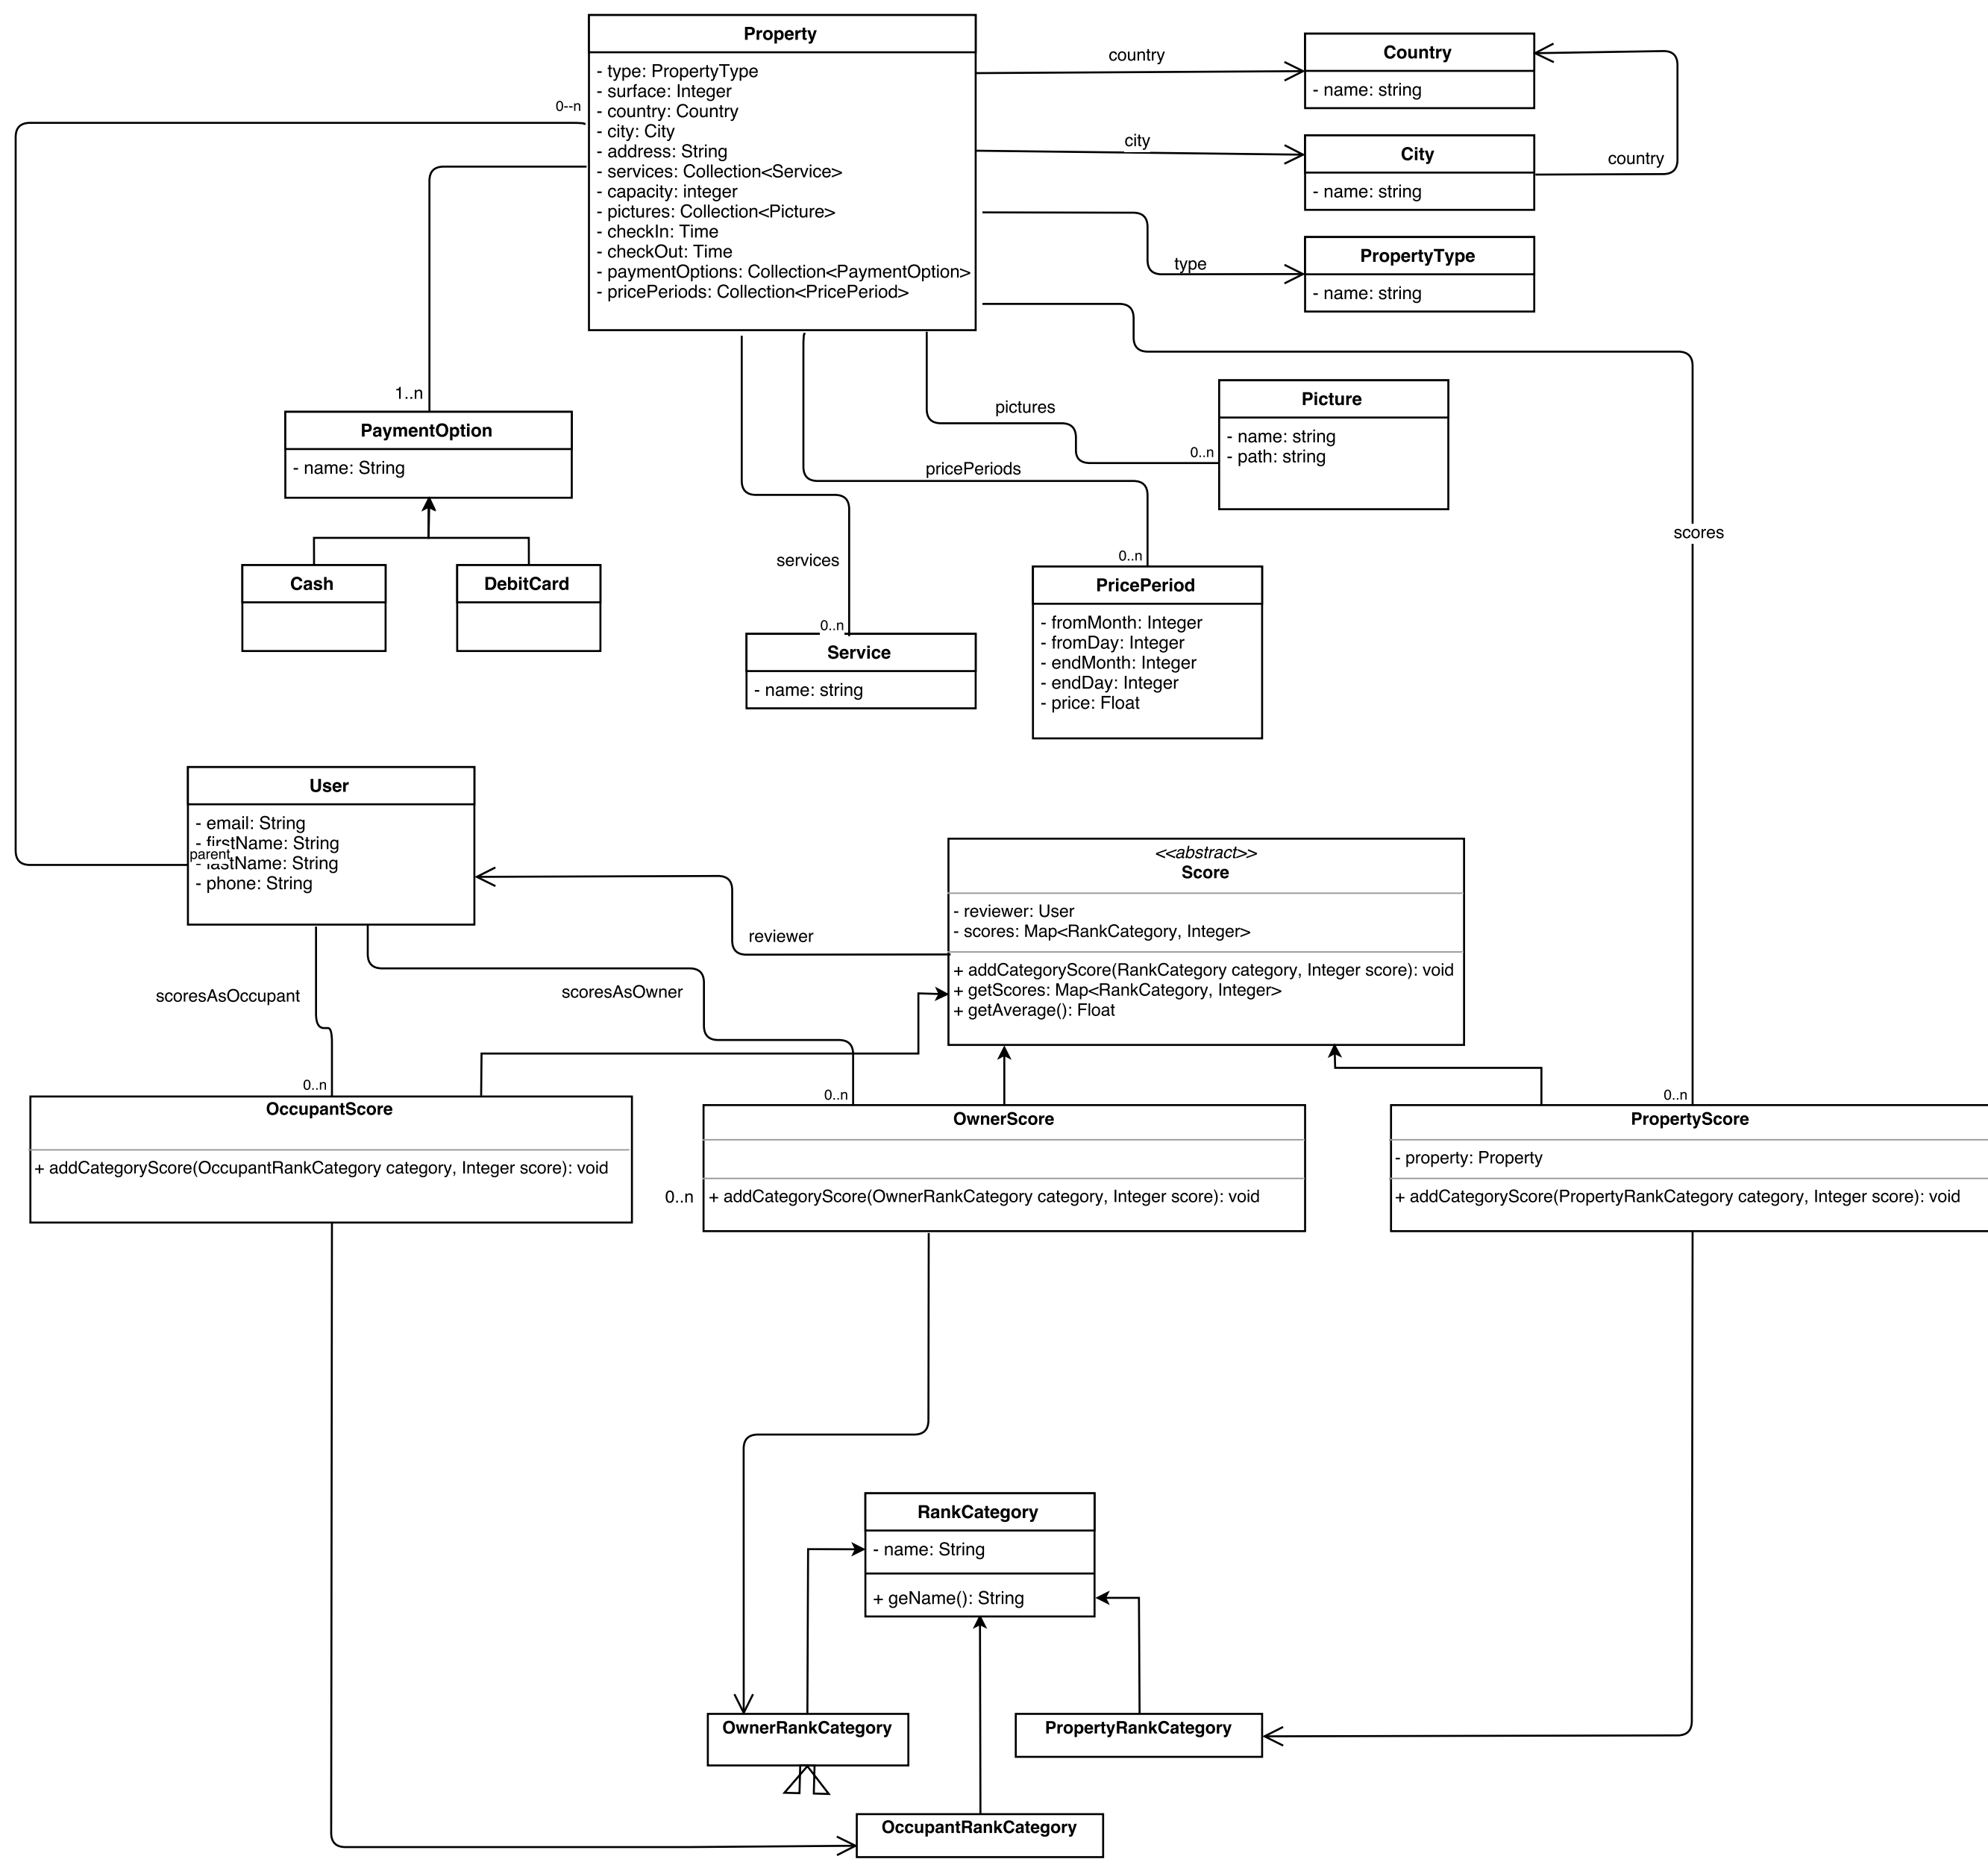 Property
- type: PropertyType
- surface: Integer
- country: Country
- city: City
- address: String
- services: Collection<Service>
- capacity: integer
- pictures: Collection<Picture>
- checkIn: Time
- checkOut: Time
- paymentOptions: Collection<PaymentOption>
- pricePeriods: Collection<PricePeriod>
0--n
country
Country
- name: string
city
City
- name: string
country
type
PropertyType
- name: string
1..n
PaymentOption
- name: String
Cash
DebitCard
pictures
0..n
Picture
- name: string
- path: string
pricePeriods
0..n
PricePeriod
- fromMonth: Integer
- fromDay: Integer
- endMonth: Integer
- endDay: Integer
- price: Float
services
0..n
Service
- name: string
scores
User
- email: String
- firstName: String
parent
- lastName: String
- phone: String
reviewer
<<abstract>>
Score
- reviewer: User
- scores: Map<RankCategory, Integer>
+ addCategoryScore(RankCategory category, Integer score): void
+ getScores: Map<RankCategory, Integer>
+ getAverage(): Float
scoresAsOccupant
scoresAsOwner
0..n
OccupantScore
+ addCategoryScore(OccupantRankCategory category, Integer score): void
0..n
OwnerScore
0..n
+ addCategoryScore(OwnerRankCategory category, Integer score): void
0..n
PropertyScore
- property: Property
+ addCategoryScore(PropertyRankCategory category, Integer score): void
RankCategory
- name: String
+ geName(): String
OwnerRankCategory
PropertyRankCategory
OccupantRankCategory